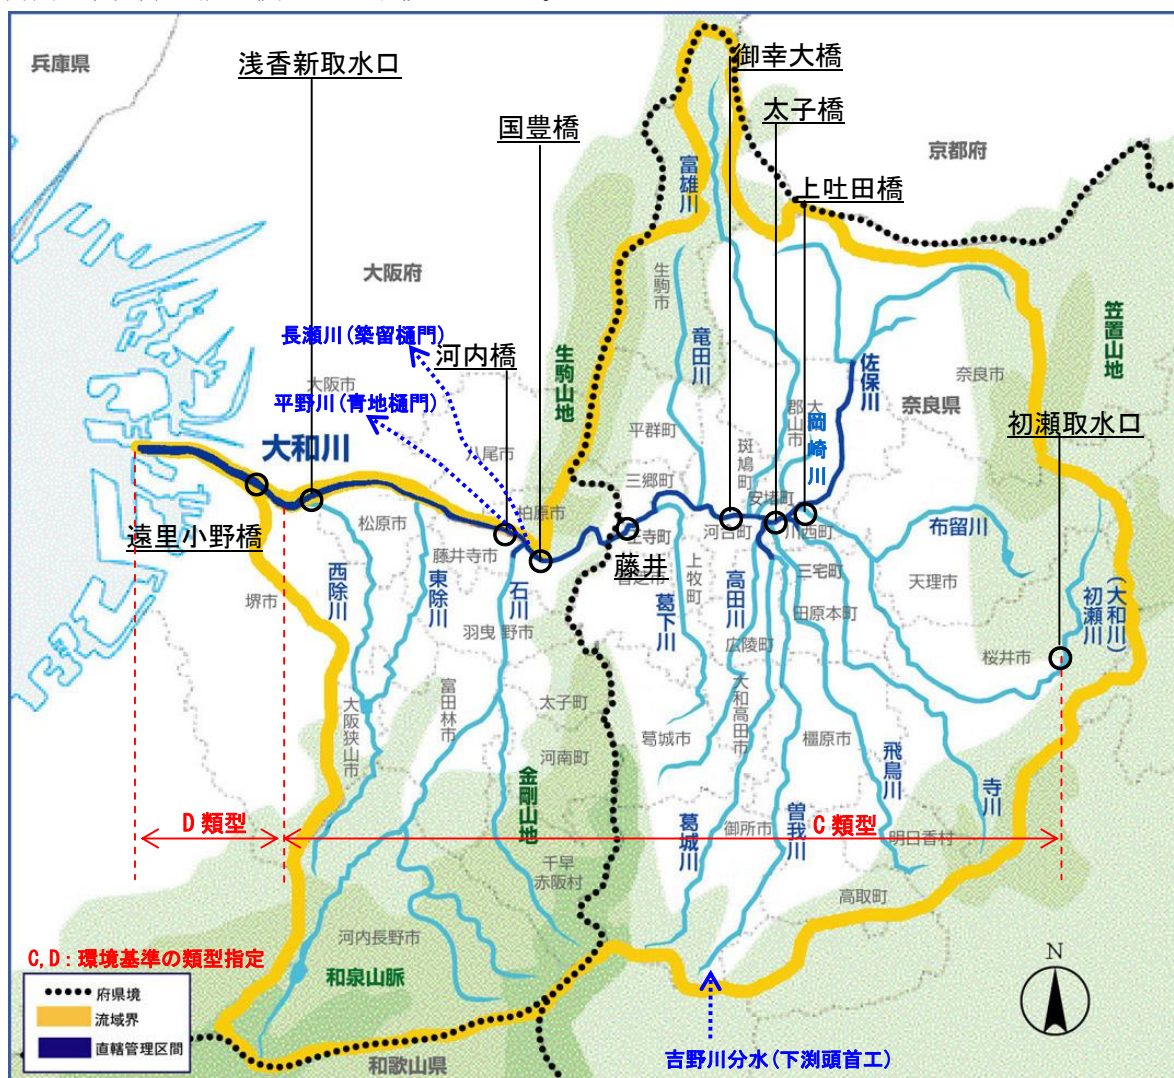 兵庫県
浅香新取水口
国豊橋
御幸大橋
太子橋
上吐田橋
京都府
富雄川
大阪府
生駒市
笠置山地
長瀬川(築留樋門)
河内橋
生駒山地
竜田川
佐保川
奈良市
大阪市
平野川(青地樋門)
平群町
大和郡山市
岡崎川
奈良県
初瀬取水口
大和川
八尾市
斑鳩町
三郷町
安堵町
柏原市
遠里小野橋
松原市
藤井寺市
王寺町
河合町
川西町
布留川
藤井
香芝市
上牧町
三宅町
天理市
(大和川)
初瀬川
西除川
東除川
石川
葛下川
高田川
田原本町
堺市
羽曳野市
広陵町
桜井市
大阪狭山市
富田林市
太子町
河南町
葛城市
大和高田市
橿原市
飛鳥川
寺川
金剛山地
D類型
C類型
葛城川
御所市
曽我川
明日香村
千早
赤阪村
高取町
河内長野市
和泉山脈
C,D:環境基準の類型指定
府県境
流域界
直轄管理区間
N
和歌山県
吉野川分水(下渕頭首工)